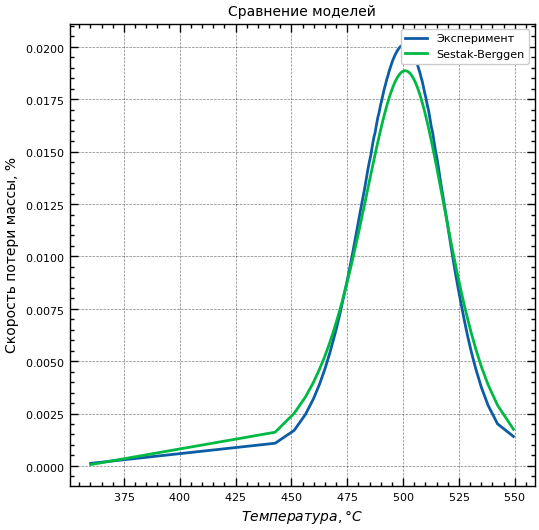 Сравнение моделей
Эксперимент
Sestak-Berggen
Скорость потери массы, %
0.0200
0.0175
0.0150
0.0125
0.0100
0.0075
0.0050
0.0025
0.0000
375 400 425 450 475 500 525 550
Температура, °C